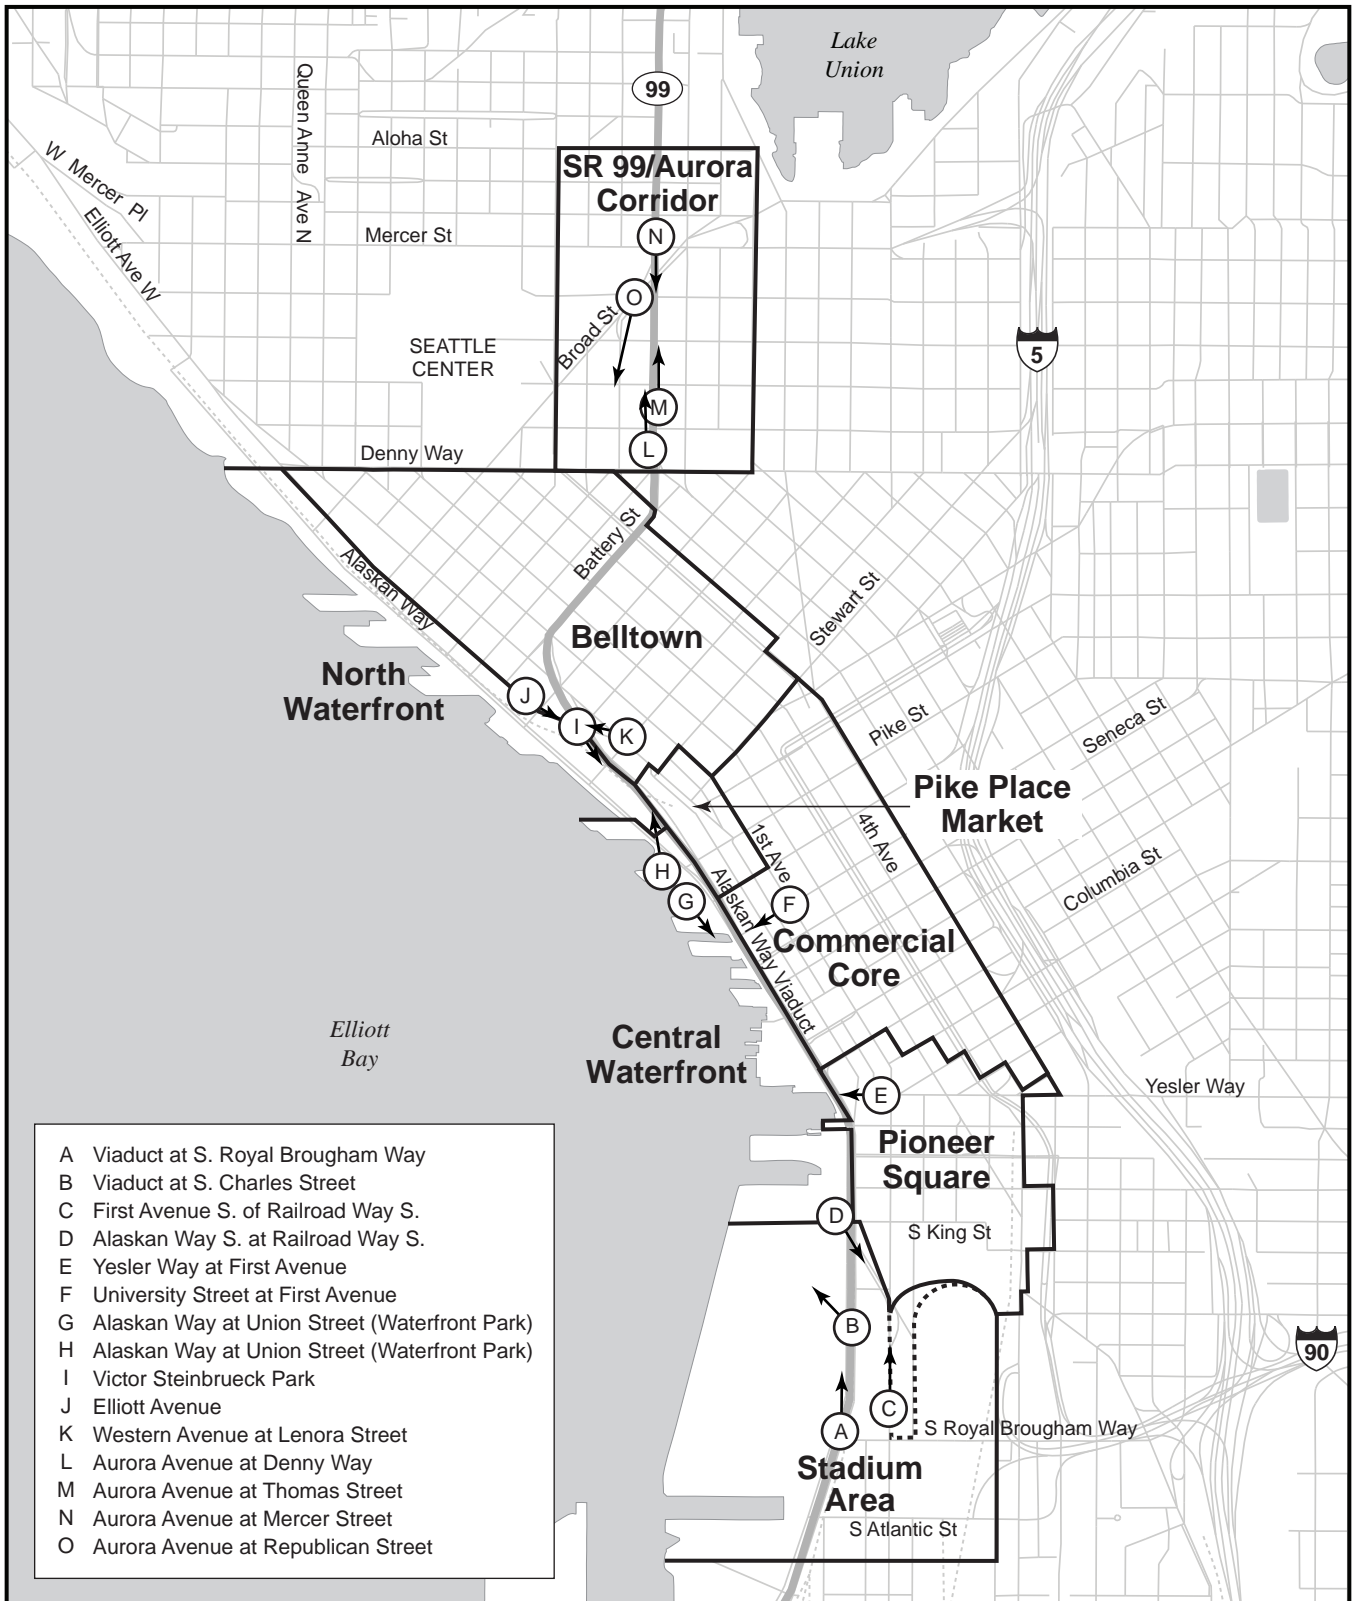 Lake
Union
99
Queen Anne Ave N
Aloha St
W Mercer Pl
SR 99/Aurora
Corridor
Elliott Ave W
Mercer St
N
O
Broad St
SEATTLE
CENTER
5
M
L
Denny Way
Battery St
Alaskan Way
Stewart St
Belltown
North
Waterfront
J
I
K
Pike St
Seneca St
Pike Place
Market
1st Ave
4th Ave
H
G
F
Columbia St
Alaskan Way Viaduct
Commercial
Core
Elliott
Bay
Central
Waterfront
E
Yesler Way
Pioneer
Square
D
S King St
B
90
C
A
S Royal Brougham Way
Stadium
Area
S Atlantic St
A Viaduct at S. Royal Brougham Way
B Viaduct at S. Charles Street
C First Avenue S. of Railroad Way S.
D Alaskan Way S. at Railroad Way S.
E Yesler Way at First Avenue
F University Street at First Avenue
G Alaskan Way at Union Street (Waterfront Park)
H Alaskan Way at Union Street (Waterfront Park)
I Victor Steinbrueck Park
J Elliott Avenue
K Western Avenue at Lenora Street
L Aurora Avenue at Denny Way
M Aurora Avenue at Thomas Street
N Aurora Avenue at Mercer Street
O Aurora Avenue at Republican Street